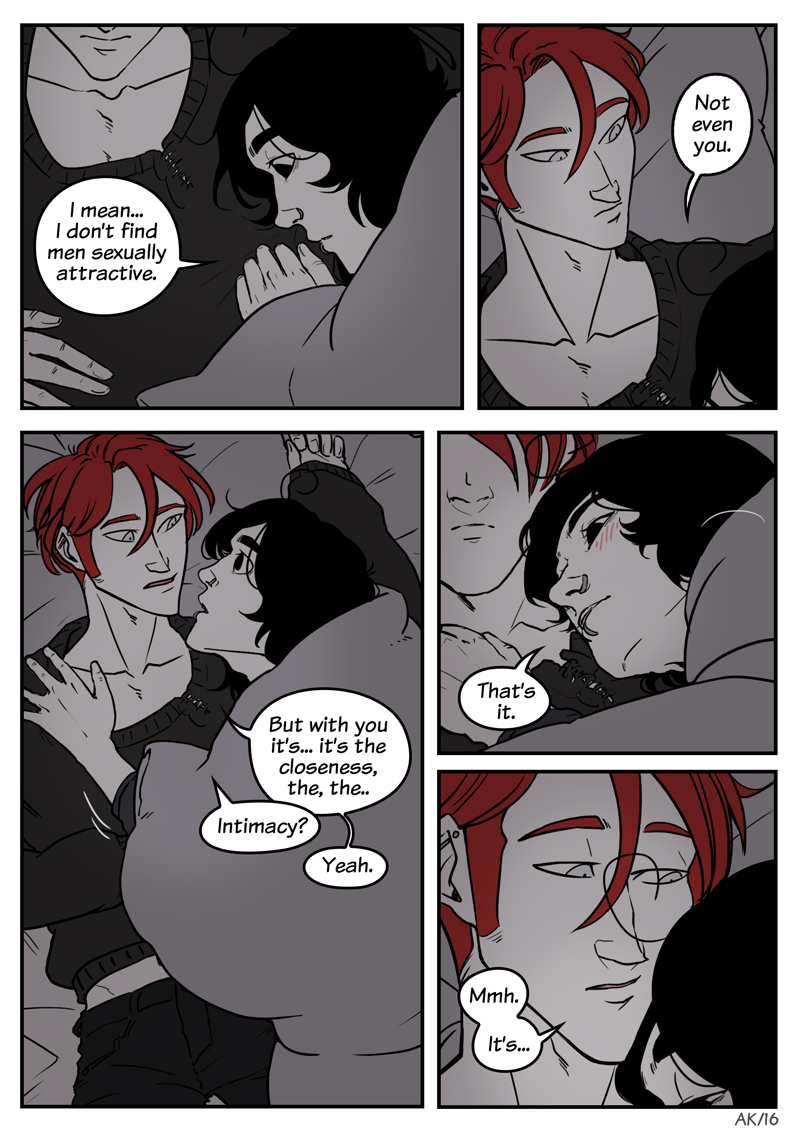 I mean...
I don't find
men sexually
attractive.
Not
even
you.
But with you
it's... it's the
closeness,
the, the..
Intimacy?
Yeah.
That's
it.
Mmh.
It's...
AK/16